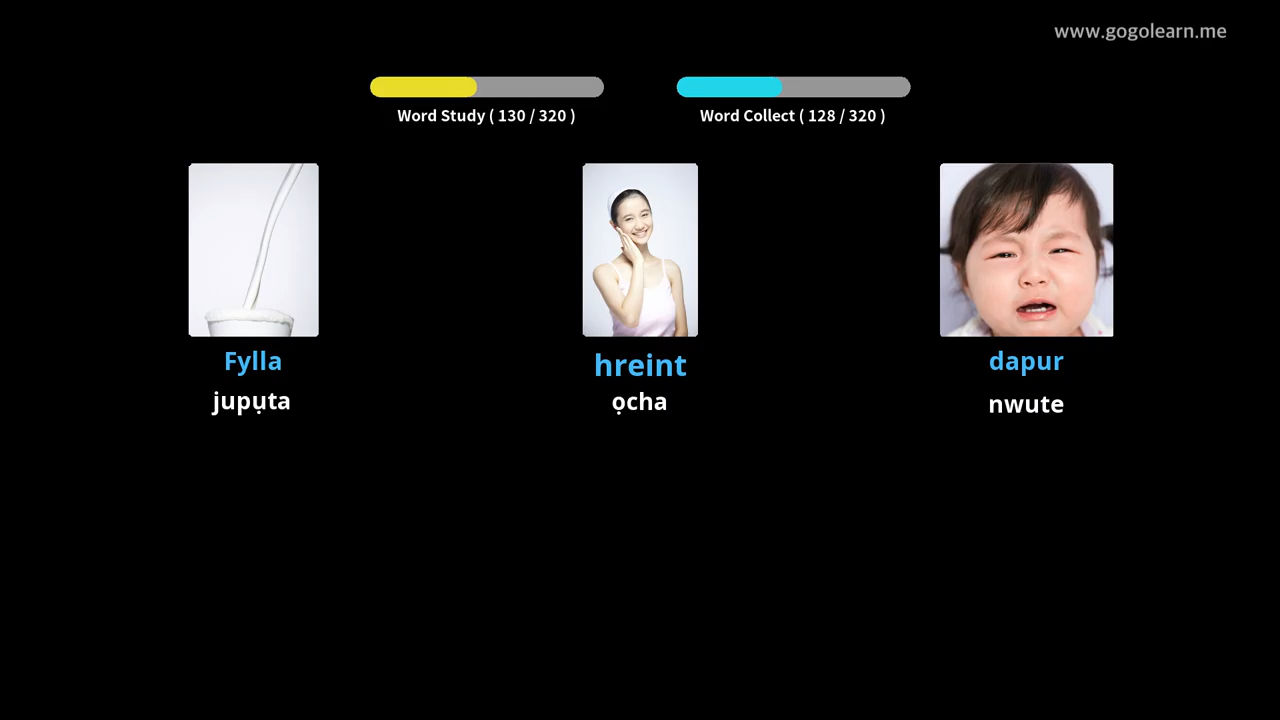 www.gogolearn.me
Word Study ( 130 / 320 )
Word Collect ( 128 / 320 )
Fylla
hreint
dapur
jupụta
ọcha
nwute